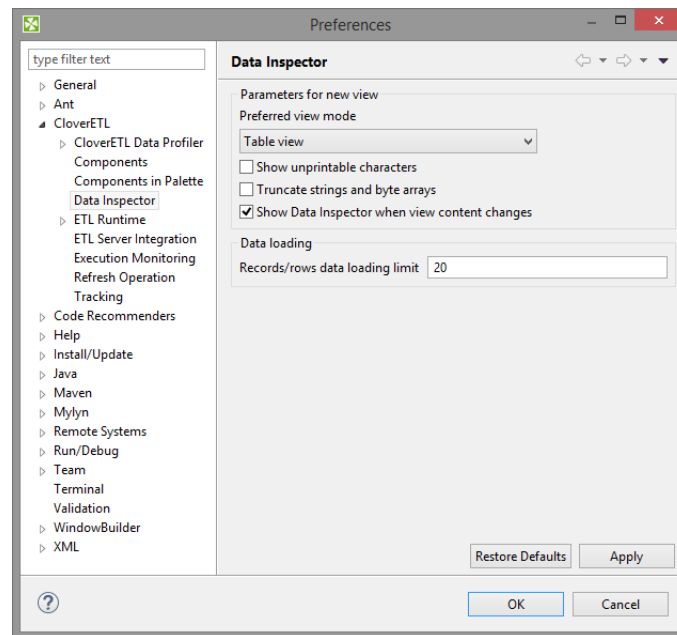 Preferences
type filter text
General
Ant
CloverETL
CloverETL Data Profiler
Components
Components in Palette
Data Inspector
ETL Runtime
ETL Server Integration
Execution Monitoring
Refresh Operation
Tracking
Code Recommenders
Help
Install/Update
Java
Maven
Mylyn
Remote Systems
Run/Debug
Team
Terminal
Validation
WindowBuilder
XML
Data Inspector
Parameters for new view
Preferred view mode
Table view
Show unprintable characters
Truncate strings and byte arrays
Show Data Inspector when view content changes
Data loading
Records/rows data loading limit 20
Restore Defaults Apply
? OK Cancel